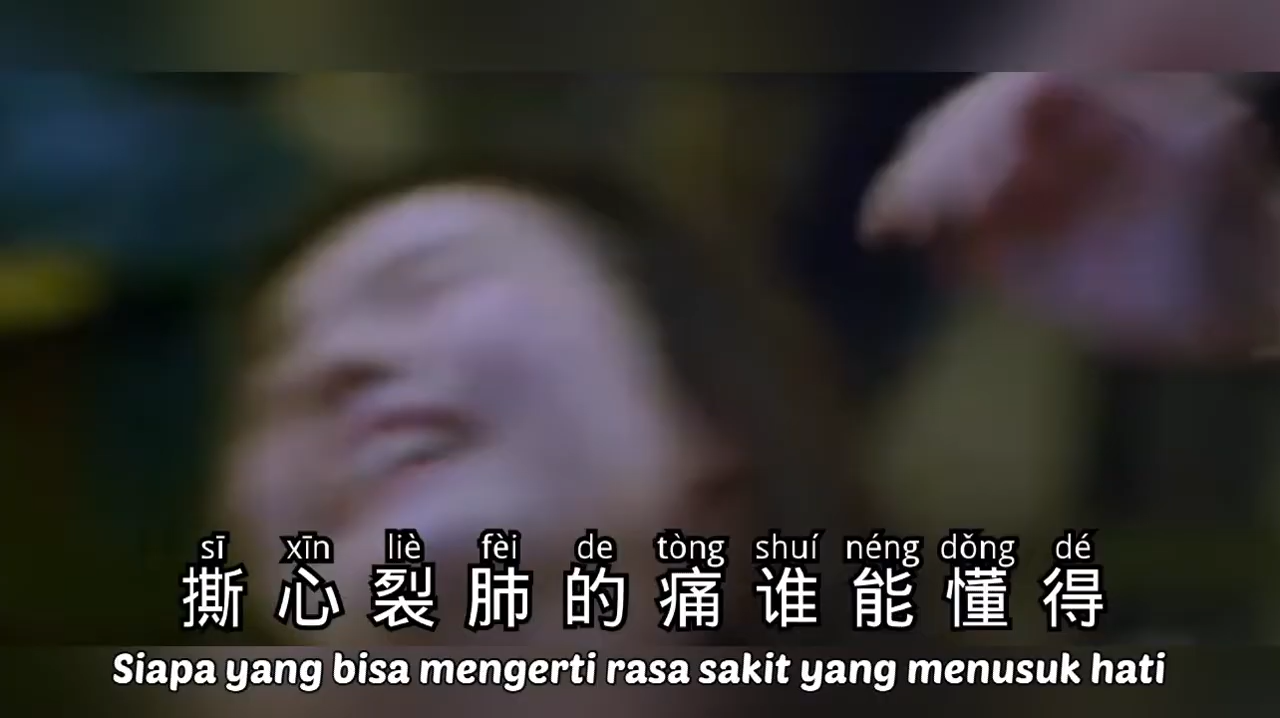 sī xīn liè fèi de tòng shuí néng dǒng dé
撕心裂肺的痛谁能懂得
Siapa yang bisa mengerti rasa sakit yang menusuk hati